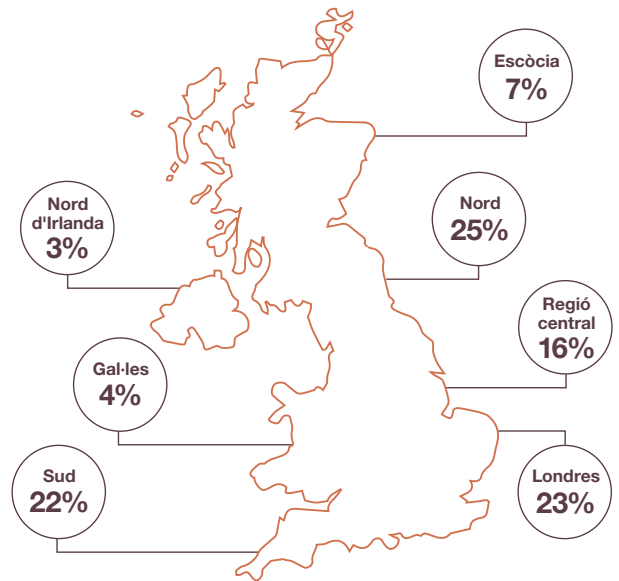 Escòcia
7%
Nord
d'Irlanda
3%
Nord
25%
Regió
central
16%
Gal·les
4%
Sud
22%
Londres
23%